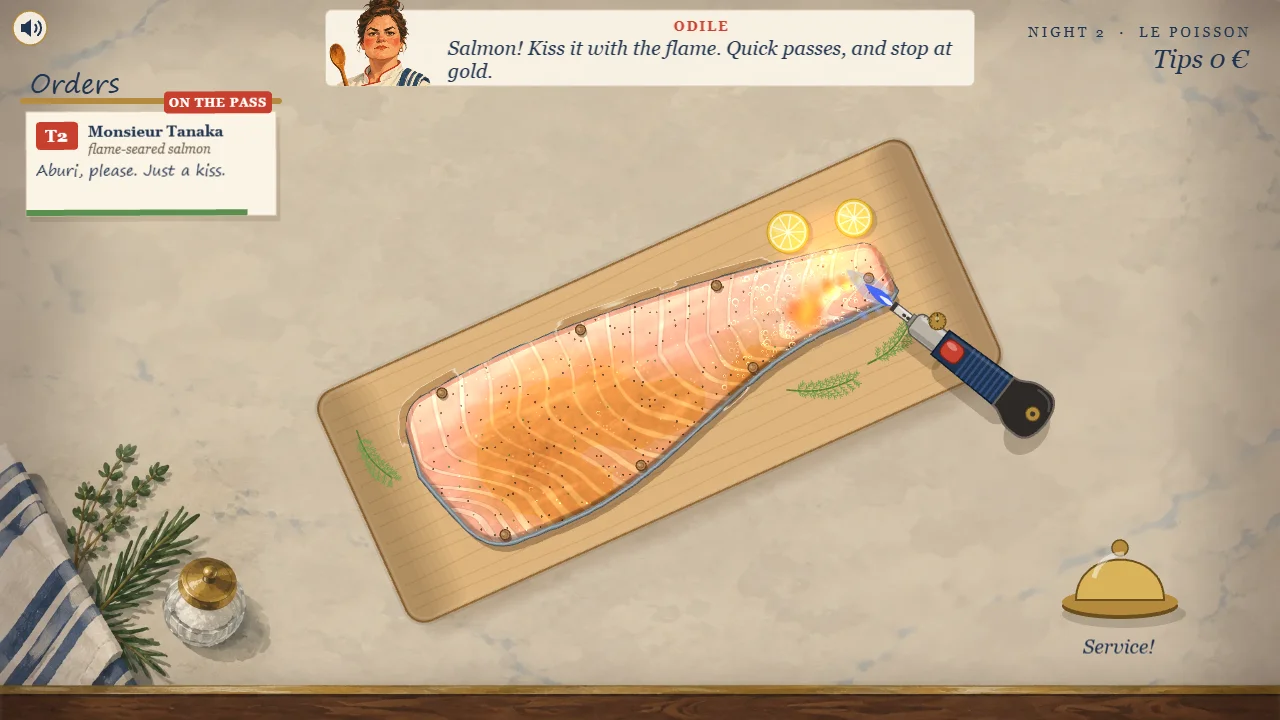 ODILE
Salmon! Kiss it with the flame. Quick passes, and stop at
gold.
NIGHT 2 · LE POISSON
Tips 0 €
Orders
ON THE PASS
T2
Monsieur Tanaka
flame-seared salmon
Aburi, please. Just a kiss.
Service!